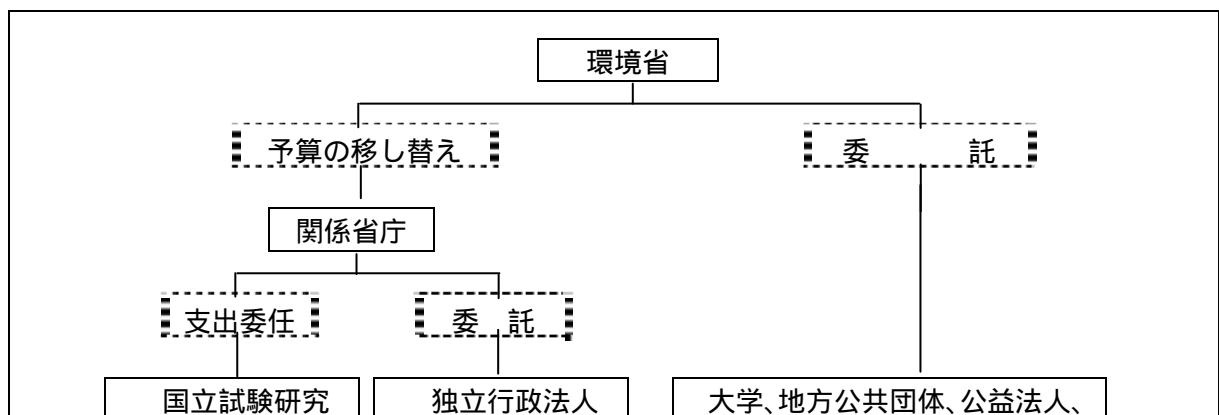 環境省
予算の移し替え
委 託
関係省庁
支出委任
委 託
国立試験研究
独立行政法人
大学、地方公共団体、公益法人、